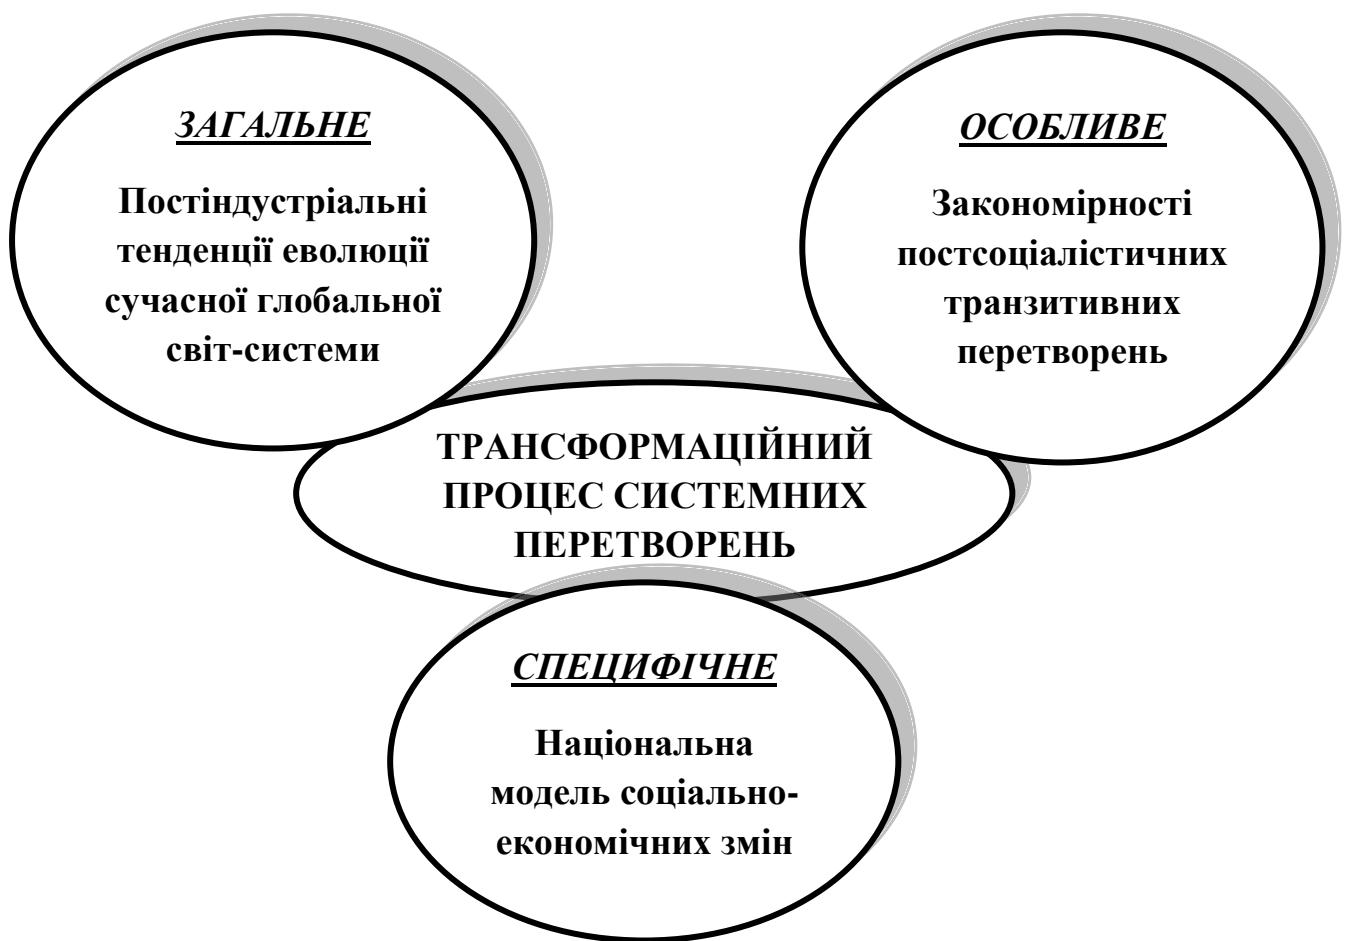 ЗАГАЛЬНЕ
Постіндустріальні
тенденції еволюції
сучасної глобальної
світ-системи
ОСОБЛИВЕ
Закономірності
постсоціалістичних
транзитивних
перетворень
ТРАНСФОРМАЦІЙНИЙ
ПРОЦЕС СИСТЕМНИХ
ПЕРЕТВОРЕНЬ
СПЕЦИФІЧНЕ
Національна
модель соціально-
економічних змін